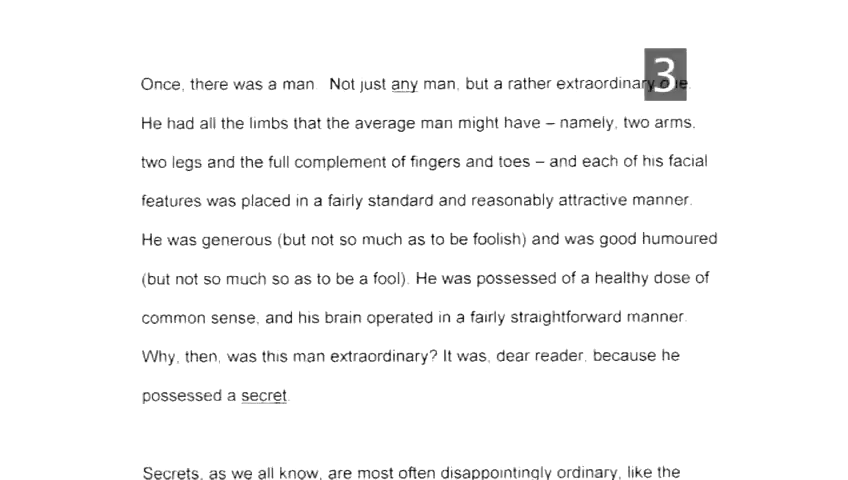 3
Once, there was a man. Not just any man, but a rather extraordinary one.
He had all the limbs that the average man might have – namely, two arms,
two legs and the full complement of fingers and toes – and each of his facial
features was placed in a fairly standard and reasonably attractive manner.
He was generous (but not so much as to be foolish) and was good humoured
(but not so much so as to be a fool). He was possessed of a healthy dose of
common sense, and his brain operated in a fairly straightforward manner.
Why, then, was this man extraordinary? It was, dear reader, because he
possessed a secret.
Secrets, as we all know, are most often disappointingly ordinary, like the